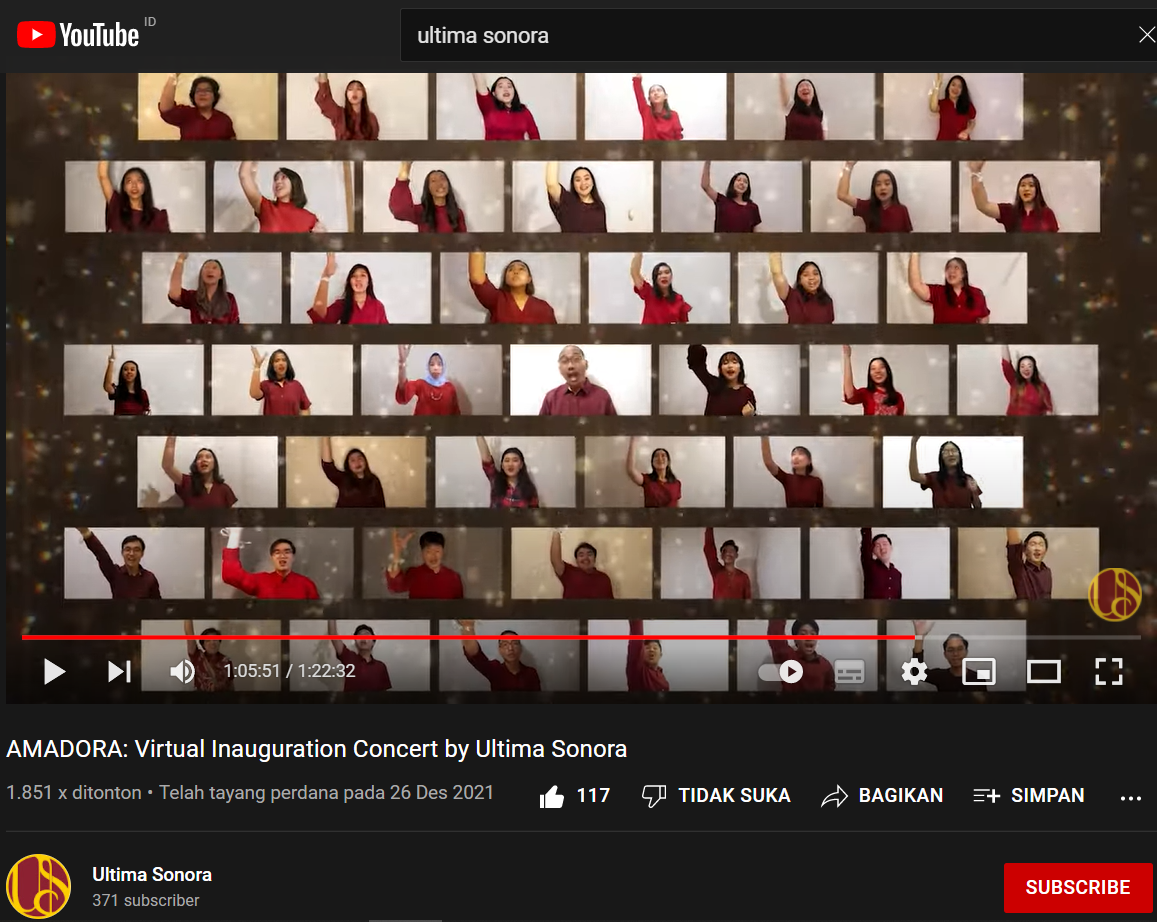 YouTube ID
ultima sonora
1:05:51 / 1:22:32
AMADORA: Virtual Inauguration Concert by Ultima Sonora
1.851 x ditonton • Telah tayang perdana pada 26 Des 2021
117 TIDAK SUKA BAGIKAN SIMPAN
Ultima Sonora
371 subscriber
SUBSCRIBE